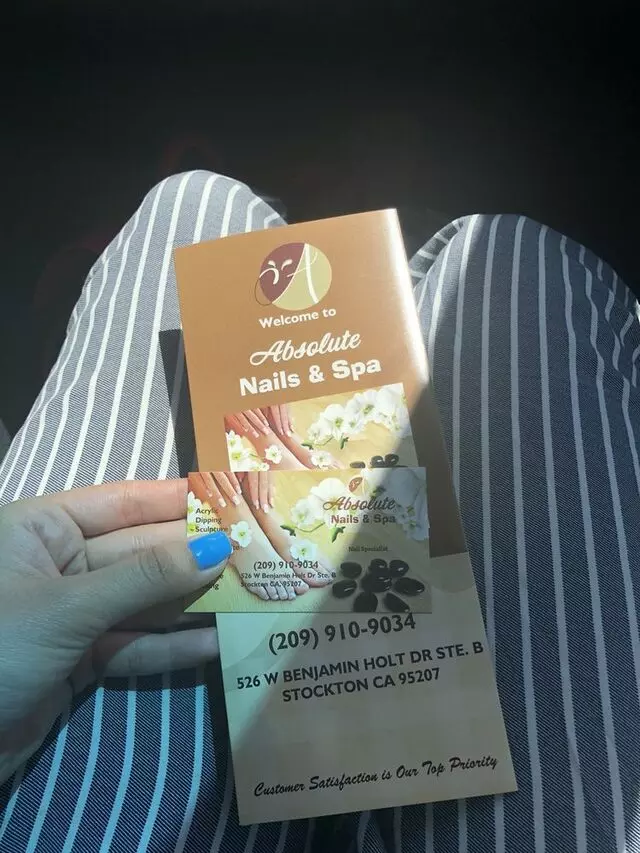 A
Welcome to
Absolute
Nails & Spa
Absolute
Nails & Spa
Acrylic
Dipping
Sculpture
Nail Specialist
(209) 910-9034
526 W Benjamin Holt Dr Ste. B
Stockton CA, 95207
(209) 910-9034
526 W BENJAMIN HOLT DR STE. B
STOCKTON CA 95207
Customer Satisfaction is Our Top Priority